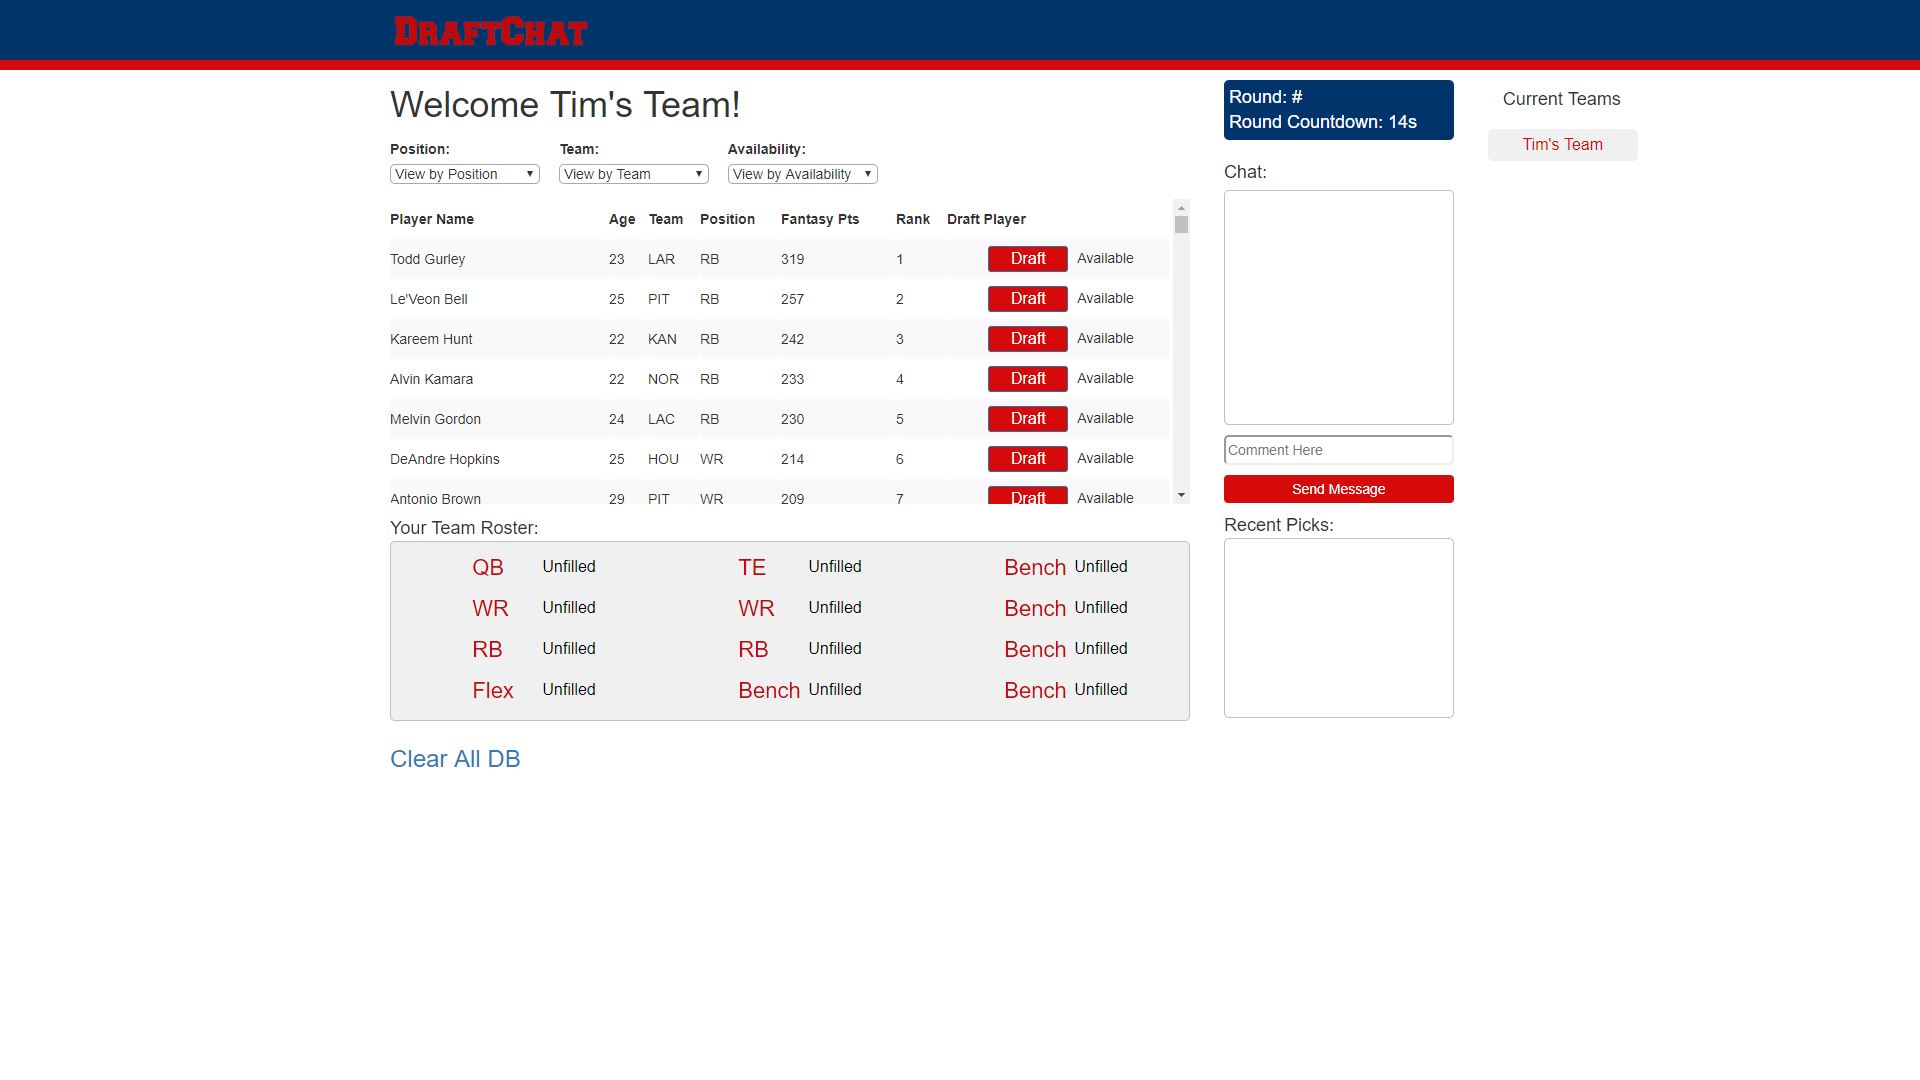 DraftChat
Welcome Tim's Team!
Position: Team: Availability:
View by Position View by Team View by Availability
Player Name Age Team Position Fantasy Pts Rank Draft Player
Todd Gurley 23 LAR RB 319 1 Draft Available
Le'Veon Bell 25 PIT RB 257 2 Draft Available
Kareem Hunt 22 KAN RB 242 3 Draft Available
Alvin Kamara 22 NOR RB 233 4 Draft Available
Melvin Gordon 24 LAC RB 230 5 Draft Available
DeAndre Hopkins 25 HOU WR 214 6 Draft Available
Antonio Brown 29 PIT WR 209 7 Draft Available
Your Team Roster:
QB Unfilled TE Unfilled Bench Unfilled
WR Unfilled WR Unfilled Bench Unfilled
RB Unfilled RB Unfilled Bench Unfilled
Flex Unfilled Bench Unfilled Bench Unfilled
Clear All DB
Round: #
Round Countdown: 14s
Chat:
Comment Here
Send Message
Recent Picks:
Current Teams
Tim's Team